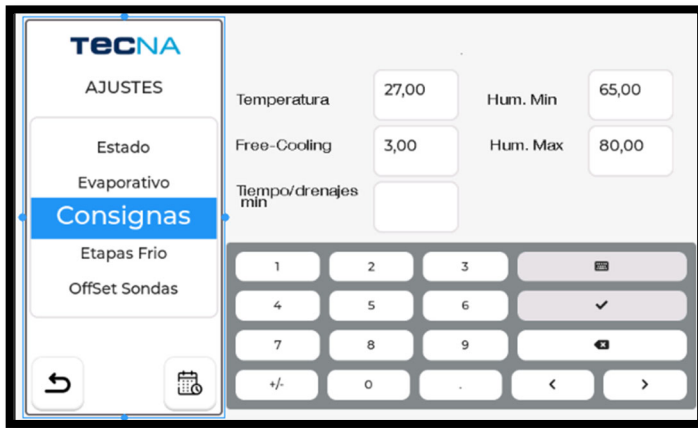 TECNA
AJUSTES
Estado
Evaporativo
Consignas
Etapas Frio
OffSet Sondas
Temperatura 27,00 Hum. Min 65,00
Free-Cooling 3,00 Hum. Max 80,00
Tiempo/drenajes
min
1 2 3
4 5 6
7 8 9
+/- 0 . < >